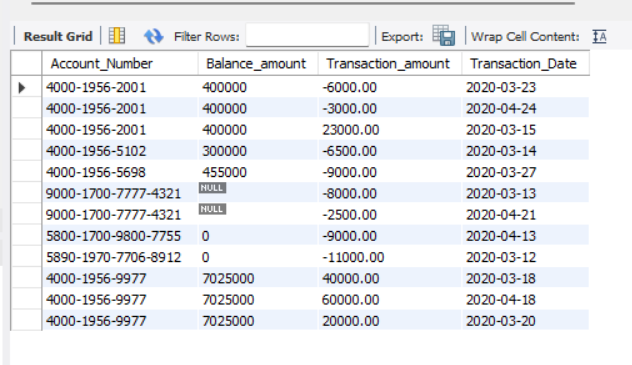 Result Grid Filter Rows: Export: Wrap Cell Content:
Account_Number Balance_amount Transaction_amount Transaction_Date
4000-1956-2001 400000 -6000.00 2020-03-23
4000-1956-2001 400000 -3000.00 2020-04-24
4000-1956-2001 400000 23000.00 2020-03-15
4000-1956-5102 300000 -6500.00 2020-03-14
4000-1956-5698 455000 -9000.00 2020-03-27
9000-1700-7777-4321 NULL -8000.00 2020-03-13
9000-1700-7777-4321 NULL -2500.00 2020-04-21
5800-1700-9800-7755 0 -9000.00 2020-04-13
5890-1970-7706-8912 0 -11000.00 2020-03-12
4000-1956-9977 7025000 40000.00 2020-03-18
4000-1956-9977 7025000 60000.00 2020-04-18
4000-1956-9977 7025000 20000.00 2020-03-20